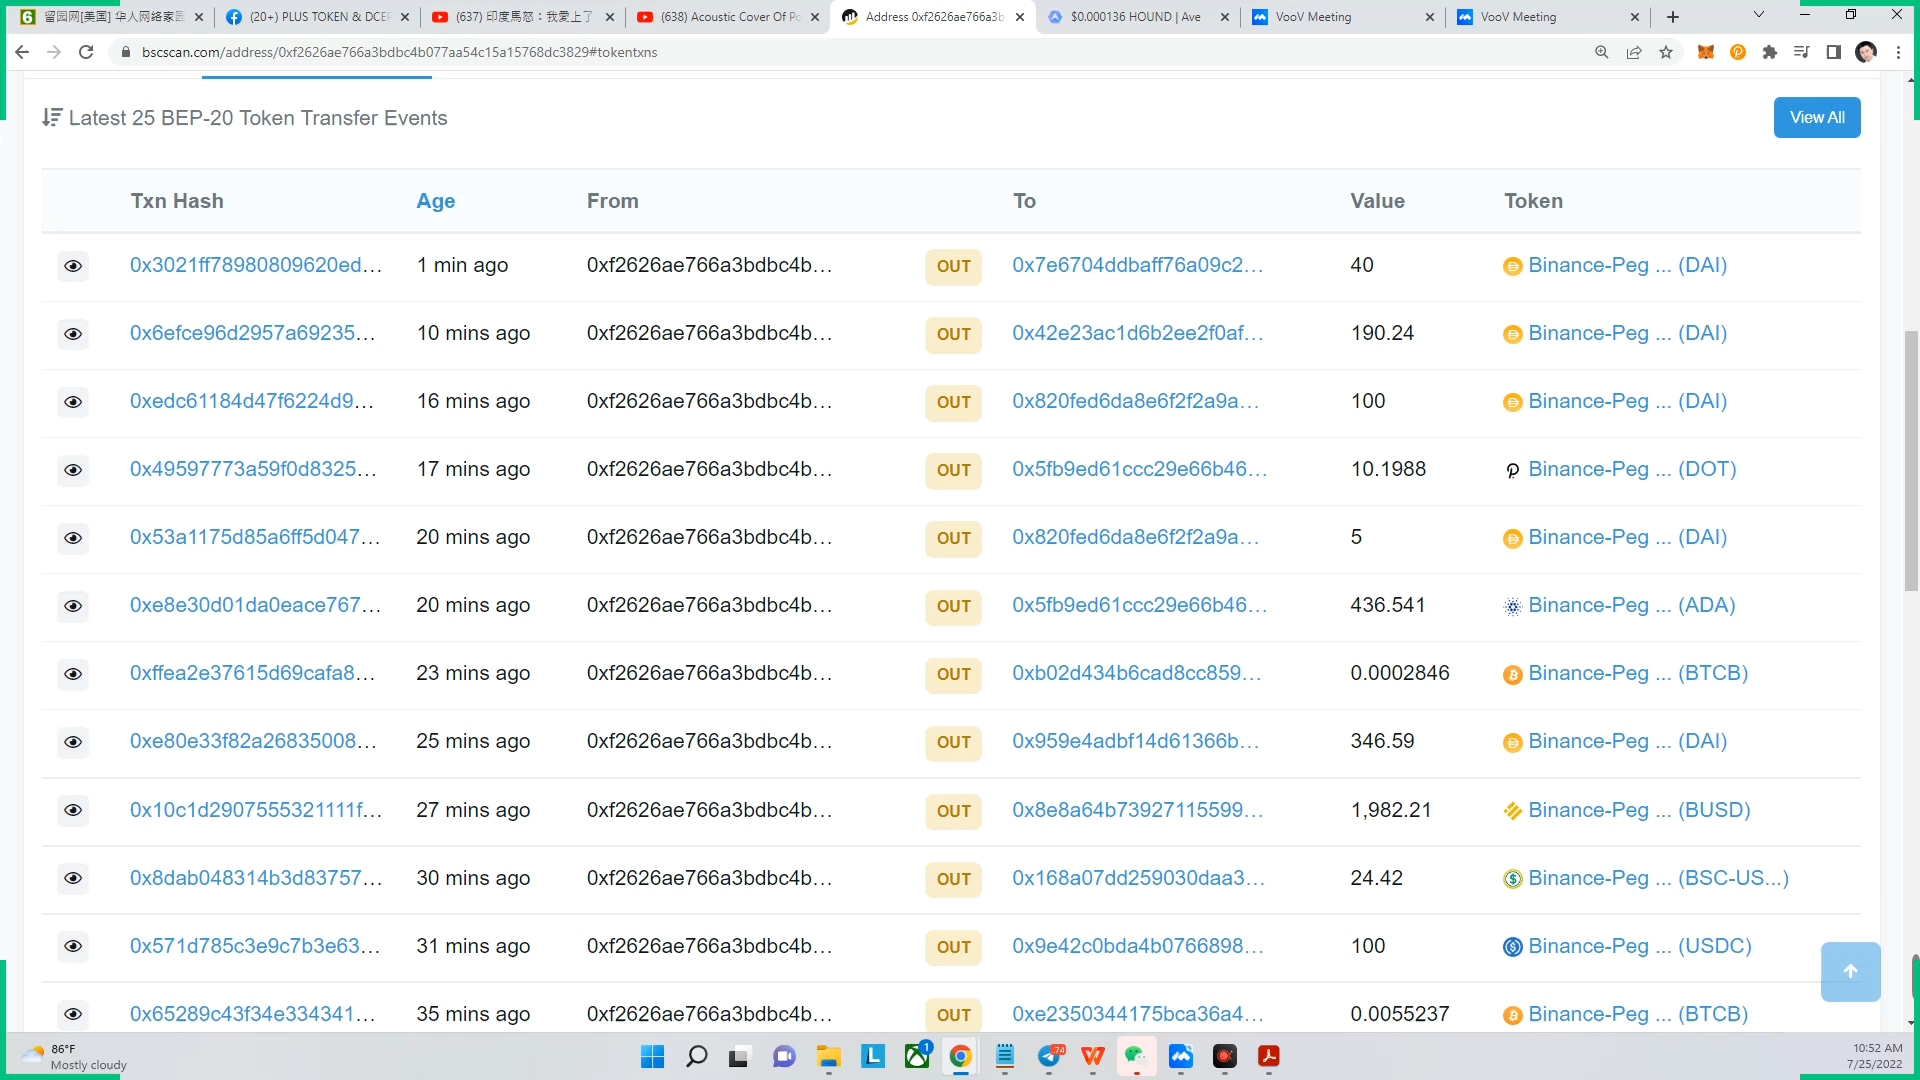 留园网[美国] 华人网络家园
(20+) PLUS TOKEN & DCEP
(637) 印度馬怒：我愛上了
(638) Acoustic Cover Of Po
Address 0xf2626ae766a3b
$0.000136 HOUND | Ave
VooV Meeting
VooV Meeting
bscscan.com/address/0xf2626ae766a3bdbc4b077aa54c15a15768dc3829#tokentxns
Latest 25 BEP-20 Token Transfer Events
View All
Txn Hash Age From To Value Token
0x3021ff78980809620ed... 1 min ago 0xf2626ae766a3bdbc4b... OUT 0x7e6704ddbaff76a09c2... 40 Binance-Peg ... (DAI)
0x6efce96d2957a69235... 10 mins ago 0xf2626ae766a3bdbc4b... OUT 0x42e23ac1d6b2ee2f0af... 190.24 Binance-Peg ... (DAI)
0xedc61184d47f6224d9... 16 mins ago 0xf2626ae766a3bdbc4b... OUT 0x820fed6da8e6f2f2a9a... 100 Binance-Peg ... (DAI)
0x49597773a59f0d8325... 17 mins ago 0xf2626ae766a3bdbc4b... OUT 0x5fb9ed61ccc29e66b46... 10.1988 Binance-Peg ... (DOT)
0x53a1175d85a6ff5d047... 20 mins ago 0xf2626ae766a3bdbc4b... OUT 0x820fed6da8e6f2f2a9a... 5 Binance-Peg ... (DAI)
0xe8e30d01da0eace767... 20 mins ago 0xf2626ae766a3bdbc4b... OUT 0x5fb9ed61ccc29e66b46... 436.541 Binance-Peg ... (ADA)
0xffea2e37615d69cafa8... 23 mins ago 0xf2626ae766a3bdbc4b... OUT 0xb02d434b6cad8cc859... 0.0002846 Binance-Peg ... (BTCB)
0xe80e33f82a26835008... 25 mins ago 0xf2626ae766a3bdbc4b... OUT 0x959e4adbf14d61366b... 346.59 Binance-Peg ... (DAI)
0x10c1d2907555321111f... 27 mins ago 0xf2626ae766a3bdbc4b... OUT 0x8e8a64b73927115599... 1,982.21 Binance-Peg ... (BUSD)
0x8dab048314b3d83757... 30 mins ago 0xf2626ae766a3bdbc4b... OUT 0x168a07dd259030daa3... 24.42 Binance-Peg ... (BSC-US...)
0x571d785c3e9c7b3e63... 31 mins ago 0xf2626ae766a3bdbc4b... OUT 0x9e42c0bda4b0766898... 100 Binance-Peg ... (USDC)
0x65289c43f34e334341... 35 mins ago 0xf2626ae766a3bdbc4b... OUT 0xe2350344175bca36a4... 0.0055237 Binance-Peg ... (BTCB)
86°F
Mostly cloudy
1
74
10:52 AM
7/25/2022